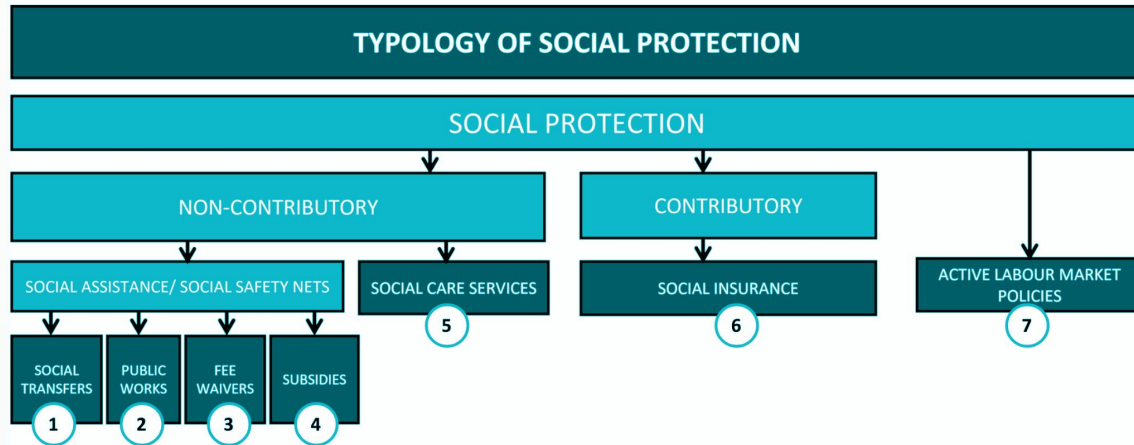 TYPOLOGY OF SOCIAL PROTECTION
SOCIAL PROTECTION
NON-CONTRIBUTORY
CONTRIBUTORY
SOCIAL ASSISTANCE/ SOCIAL SAFETY NETS
SOCIAL CARE SERVICES
5
SOCIAL INSURANCE
6
ACTIVE LABOUR MARKET
POLICIES
7
SOCIAL
TRANSFERS
1
PUBLIC
WORKS
2
FEE
WAIVERS
3
SUBSIDIES
4